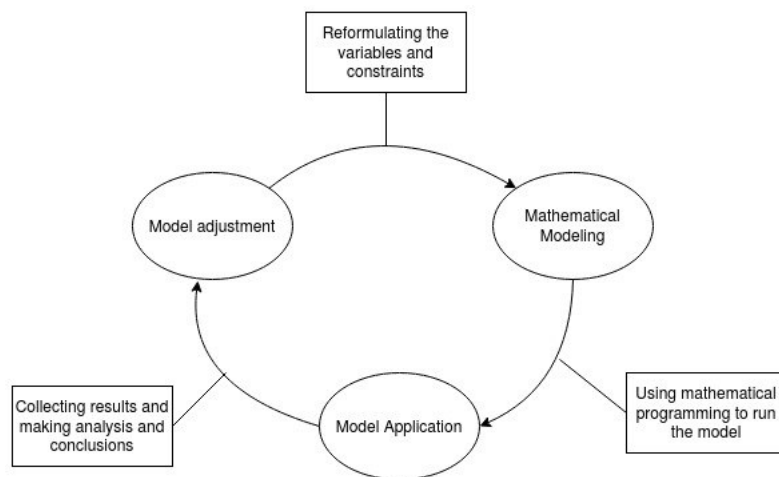 Reformulating the
variables and
constraints
Model adjustment
Mathematical
Modeling
Collecting results and
making analysis and
conclusions
Model Application
Using mathematical
programming to run
the model